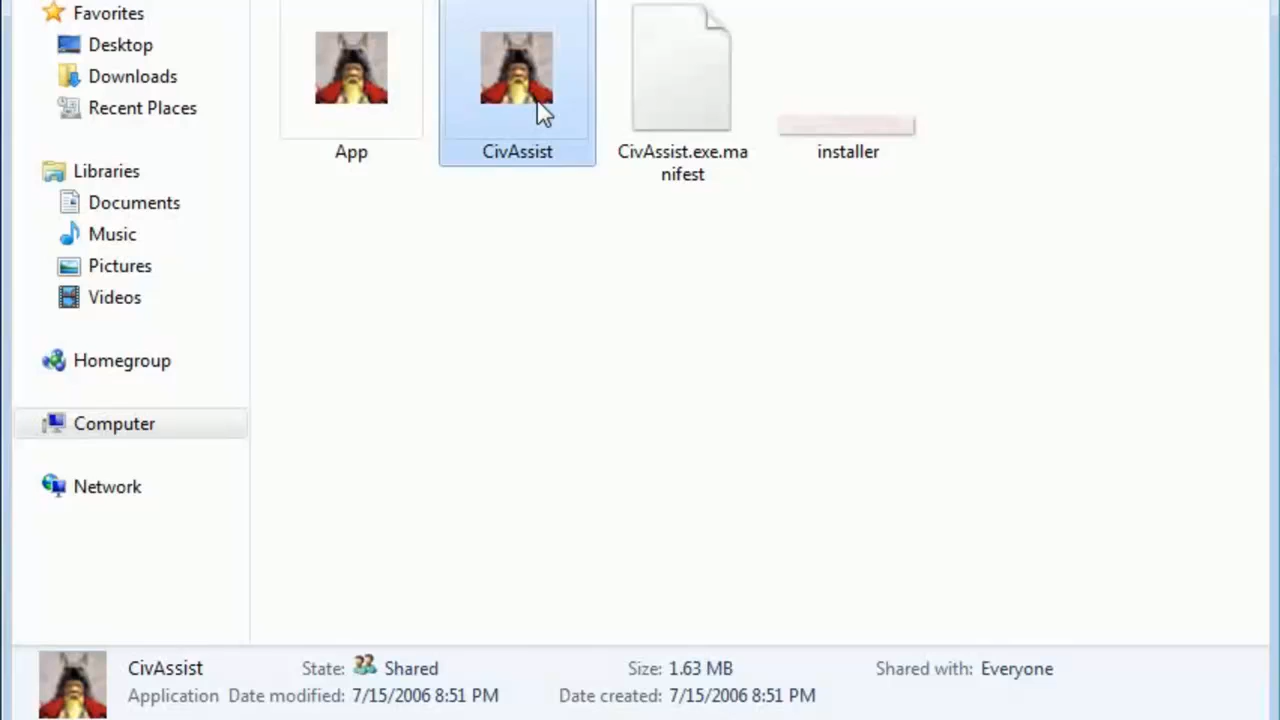 Favorites
Desktop
Downloads
Recent Places
Libraries
Documents
Music
Pictures
Videos
Homegroup
Computer
Network
App
CivAssist
CivAssist.exe.ma
nifest
installer
CivAssist State: Shared Size: 1.63 MB Shared with: Everyone
Application Date modified: 7/15/2006 8:51 PM Date created: 7/15/2006 8:51 PM